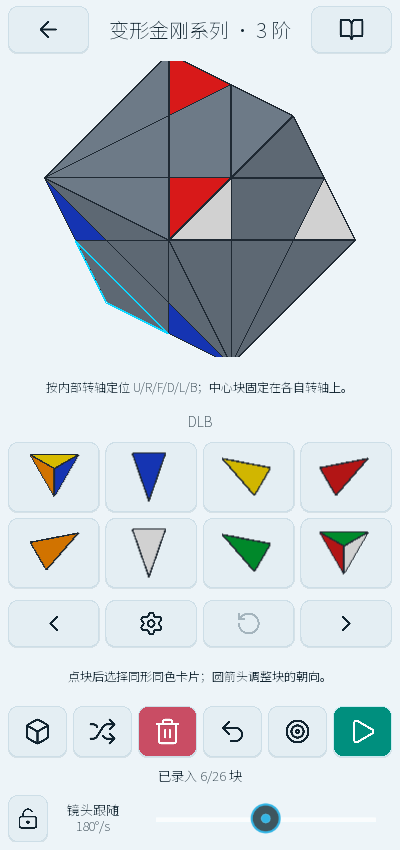 变形金刚系列 · 3 阶
按内部转轴定位 U/R/F/D/L/B；中心块固定在各自转轴上。
DLB
点块后选择同形同色卡片；圆箭头调整块的朝向。
已录入 6/26 块
镜头跟随
180°/s